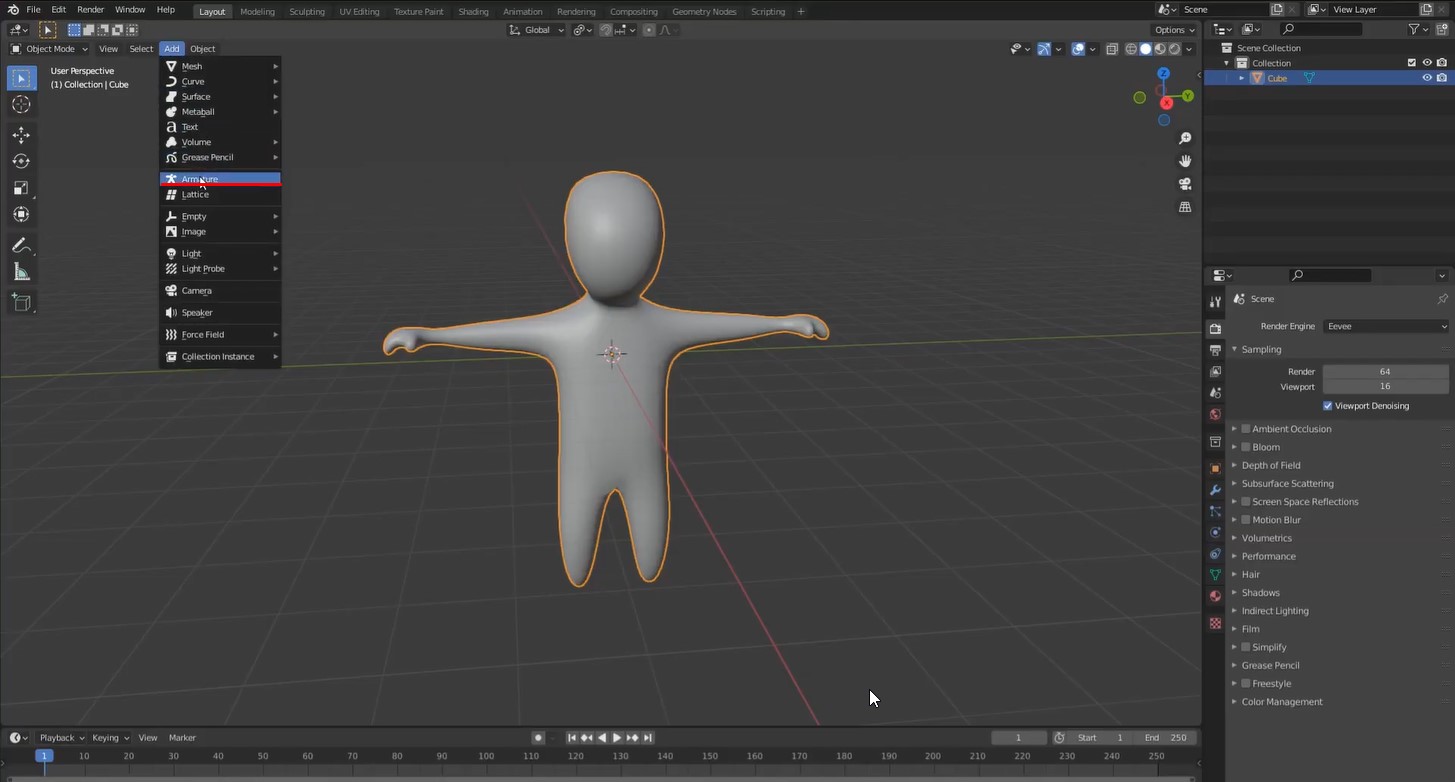 File Edit Render Window Help Layout Modeling Sculpting UV Editing Texture Paint Shading Animation Rendering Compositing Geometry Nodes Scripting + Scene View Layer
Global Options
Object Mode View Select Add Object
User Perspective
(1) Collection | Cube
Mesh
Curve
Surface
Metaball
Text
Volume
Grease Pencil
Armature
Lattice
Empty
Image
Light
Light Probe
Camera
Speaker
Force Field
Collection Instance
Z
Y
X
Scene Collection
Collection
Cube
Scene
Render Engine Eevee
Sampling
Render 64
Viewport 16
Viewport Denoising
Ambient Occlusion
Bloom
Depth of Field
Subsurface Scattering
Screen Space Reflections
Motion Blur
Volumetrics
Performance
Hair
Shadows
Indirect Lighting
Film
Simplify
Grease Pencil
Freestyle
Color Management
Playback Keying View Marker 1 Start 1 End 250
1 10 20 30 40 50 60 70 80 90 100 110 120 130 140 150 160 170 180 190 200 210 220 230 240 250